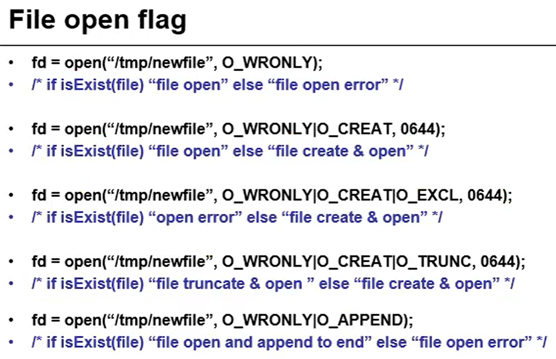 File open flag
• fd = open(“/tmp/newfile”, O_WRONLY);
• /* if isExist(file) “file open” else “file open error” */
• fd = open(“/tmp/newfile”, O_WRONLY|O_CREAT, 0644);
• /* if isExist(file) “file open” else “file create & open” */
• fd = open(“/tmp/newfile”, O_WRONLY|O_CREAT|O_EXCL, 0644);
• /* if isExist(file) “open error” else “file create & open” */
• fd = open(“/tmp/newfile”, O_WRONLY|O_CREAT|O_TRUNC, 0644);
• /* if isExist(file) “file truncate & open ” else “file create & open” */
• fd = open(“/tmp/newfile”, O_WRONLY|O_APPEND);
• /* if isExist(file) “file open and append to end” else “file open error” */